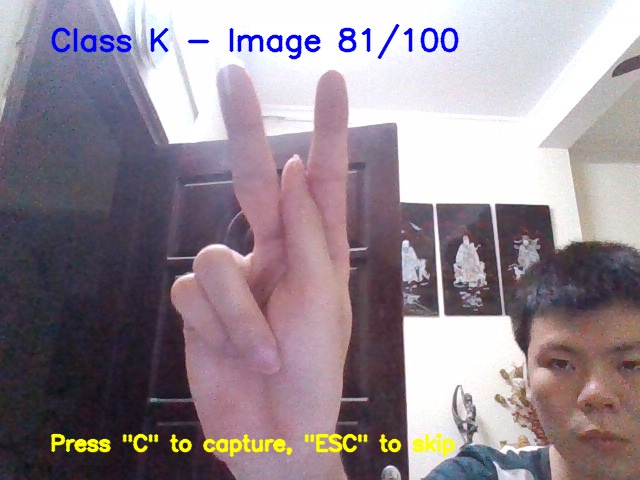 Class K - Image 81/100
Press "C" to capture, "ESC" to skip